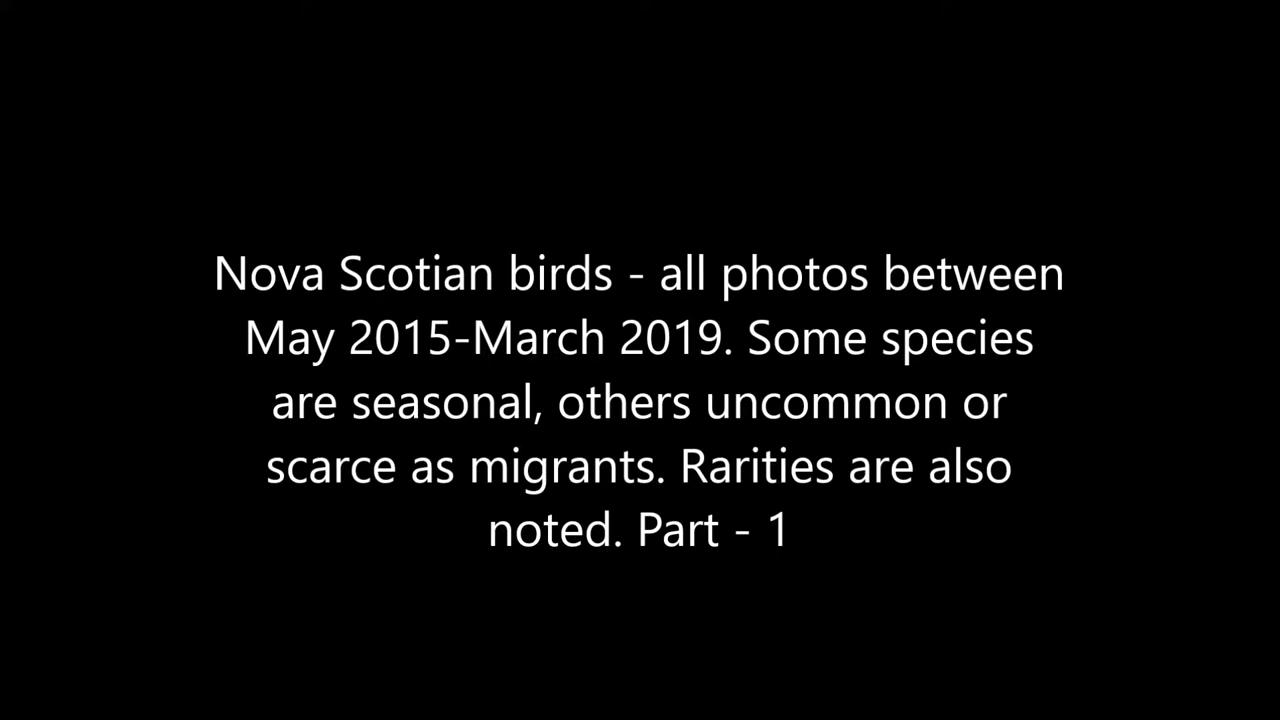 Nova Scotian birds - all photos between
May 2015-March 2019. Some species
are seasonal, others uncommon or
scarce as migrants. Rarities are also
noted. Part - 1